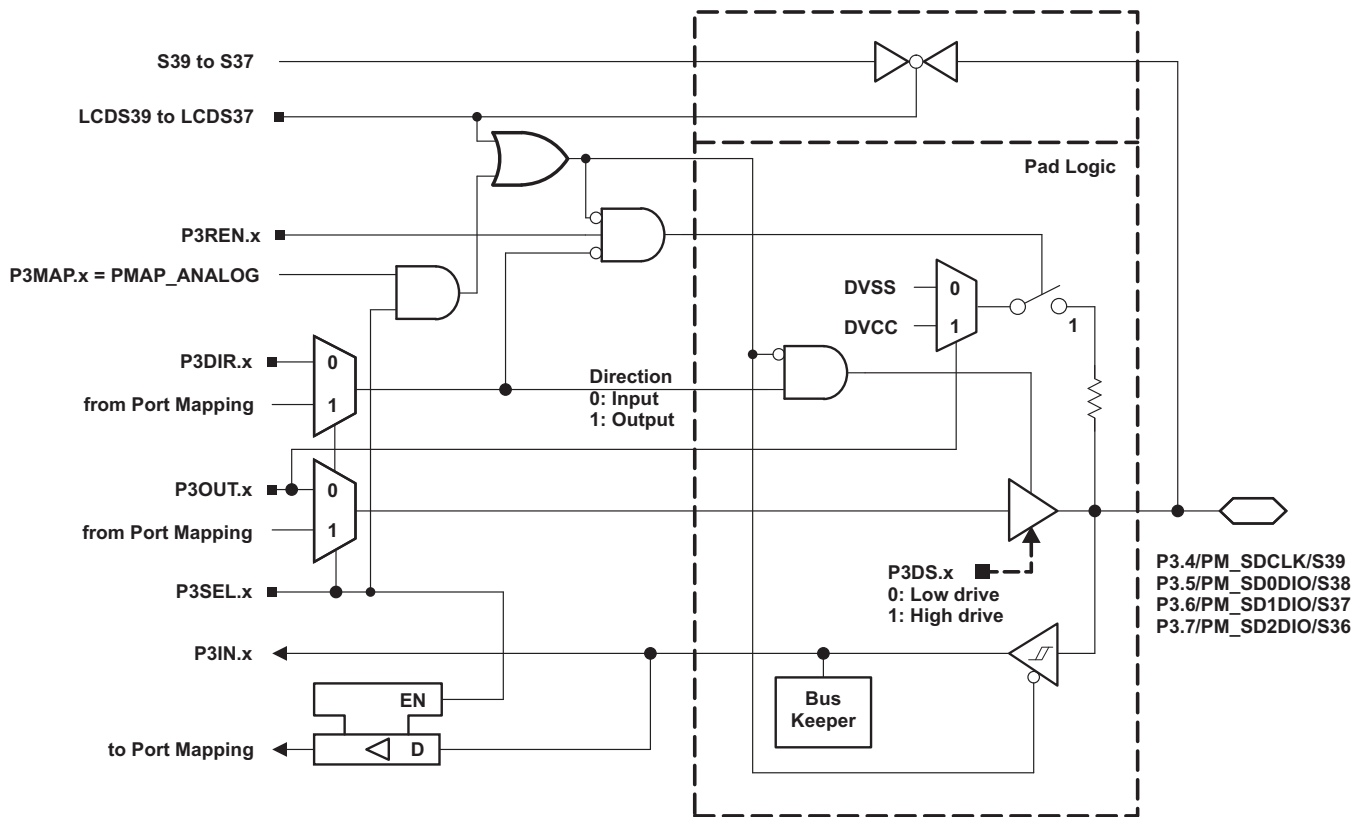 S39 to S37
LCDS39 to LCDS37
Pad Logic
P3REN.x
P3MAP.x = PMAP_ANALOG
DVSS
0
DVCC
1
1
P3DIR.x
0
Direction
0: Input
1: Output
from Port Mapping
1
P3OUT.x
0
from Port Mapping
1
P3SEL.x
P3DS.x
0: Low drive
1: High drive
P3.4/PM_SDCLK/S39
P3.5/PM_SD0DIO/S38
P3.6/PM_SD1DIO/S37
P3.7/PM_SD2DIO/S36
P3IN.x
Bus
Keeper
EN
to Port Mapping
D